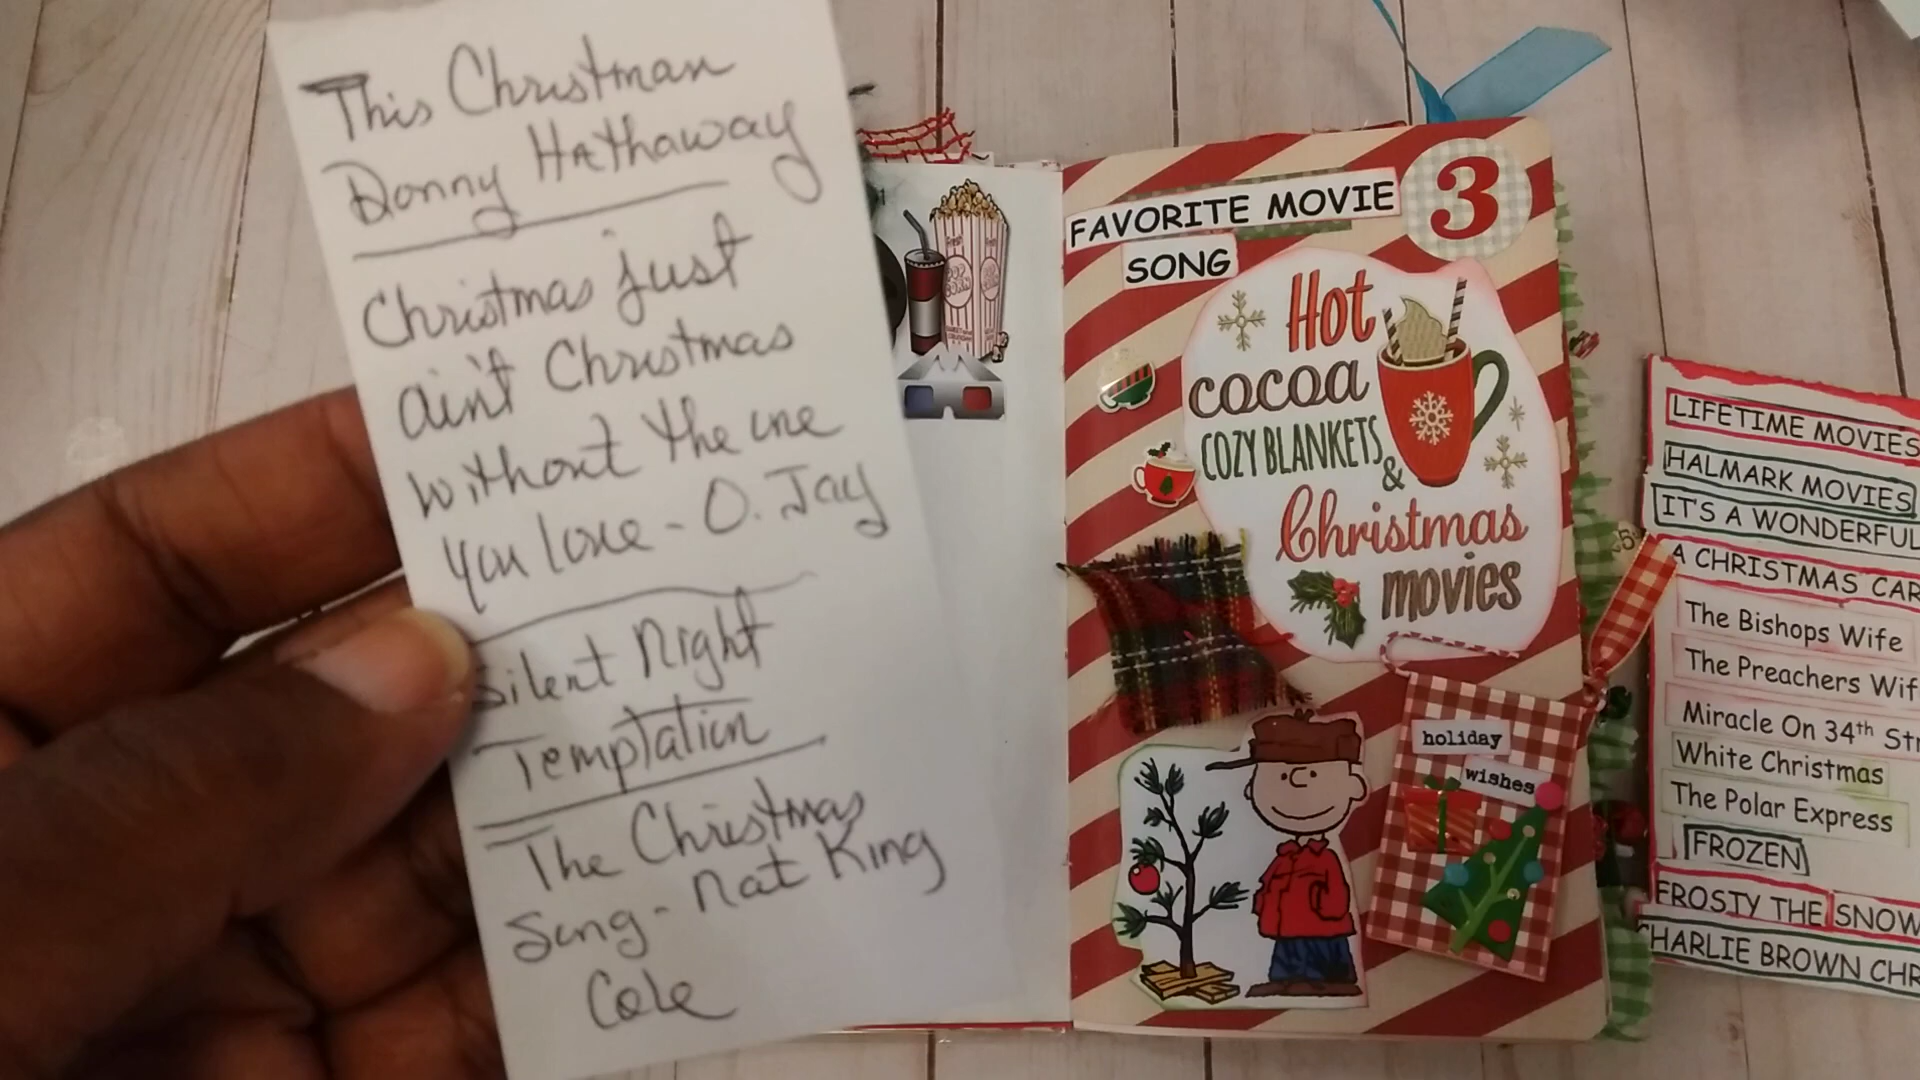 This Christmas
Donny Hathaway
Christmas just
ain't Christmas
without the one
you love - O. Jay
Silent Night
Temptation
The Christmas
Song - Nat King
Cole
FAVORITE MOVIE
SONG
3
Hot
cocoa
COZY BLANKETS
&
Christmas
movies
holiday
wishes
LIFETIME MOVIES
HALMARK MOVIES
IT'S A WONDERFUL
A CHRISTMAS CAR
The Bishops Wife
The Preachers Wif
Miracle On 34th Str
White Christmas
The Polar Express
FROZEN
FROSTY THE SNOW
CHARLIE BROWN CHR